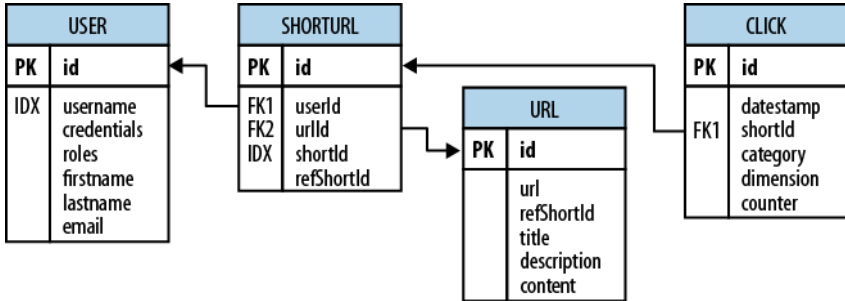 USER
PK id
IDX username
credentials
roles
firstname
lastname
email
SHORTURL
PK id
FK1 userId
FK2 urlId
IDX shortId
refShortId
URL
PK id
url
refShortId
title
description
content
CLICK
PK id
datestamp
FK1 shortId
category
dimension
counter